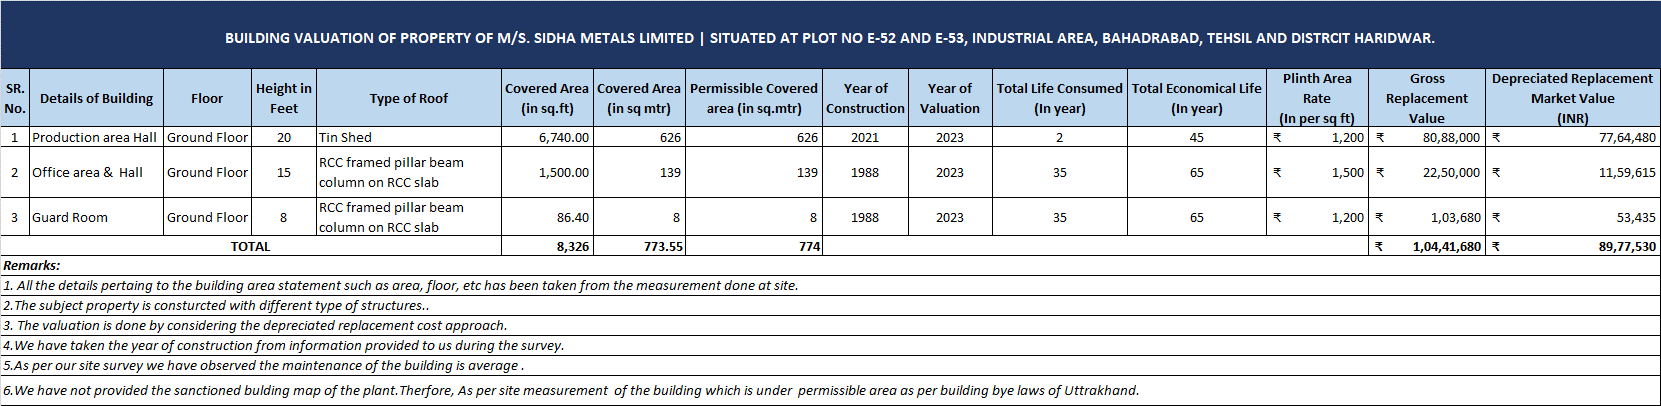 BUILDING VALUATION OF PROPERTY OF M/S. SIDHA METALS LIMITED | SITUATED AT PLOT NO E-52 AND E-53, INDUSTRIAL AREA, BAHADRABAD, TEHSIL AND DISTRCIT HARIDWAR.
SR. No. Details of Building Floor Height in Feet Type of Roof Covered Area (in sq.ft) Covered Area (in sq mtr) Permissible Covered area (in sq.mtr) Year of Construction Year of Valuation Total Life Consumed (In year) Total Economical Life (In year) Plinth Area Rate (In per sq ft) Gross Replacement Value Depreciated Replacement Market Value (INR)
1 Production area Hall Ground Floor 20 Tin Shed 6,740.00 626 626 2021 2023 2 45 ₹ 1,200 ₹ 80,88,000 ₹ 77,64,480
2 Office area & Hall Ground Floor 15 RCC framed pillar beam column on RCC slab 1,500.00 139 139 1988 2023 35 65 ₹ 1,500 ₹ 22,50,000 ₹ 11,59,615
3 Guard Room Ground Floor 8 RCC framed pillar beam column on RCC slab 86.40 8 8 1988 2023 35 65 ₹ 1,200 ₹ 1,03,680 ₹ 53,435
TOTAL 8,326 773.55 774 ₹ 1,04,41,680 ₹ 89,77,530
Remarks:
1. All the details pertaing to the building area statement such as area, floor, etc has been taken from the measurement done at site.
2.The subject property is consturcted with different type of structures..
3. The valuation is done by considering the depreciated replacement cost approach.
4.We have taken the year of construction from information provided to us during the survey.
5.As per our site survey we have observed the maintenance of the building is average .
6.We have not provided the sanctioned bulding map of the plant.Therfore, As per site measurement of the building which is under permissible area as per building bye laws of Uttrakhand.